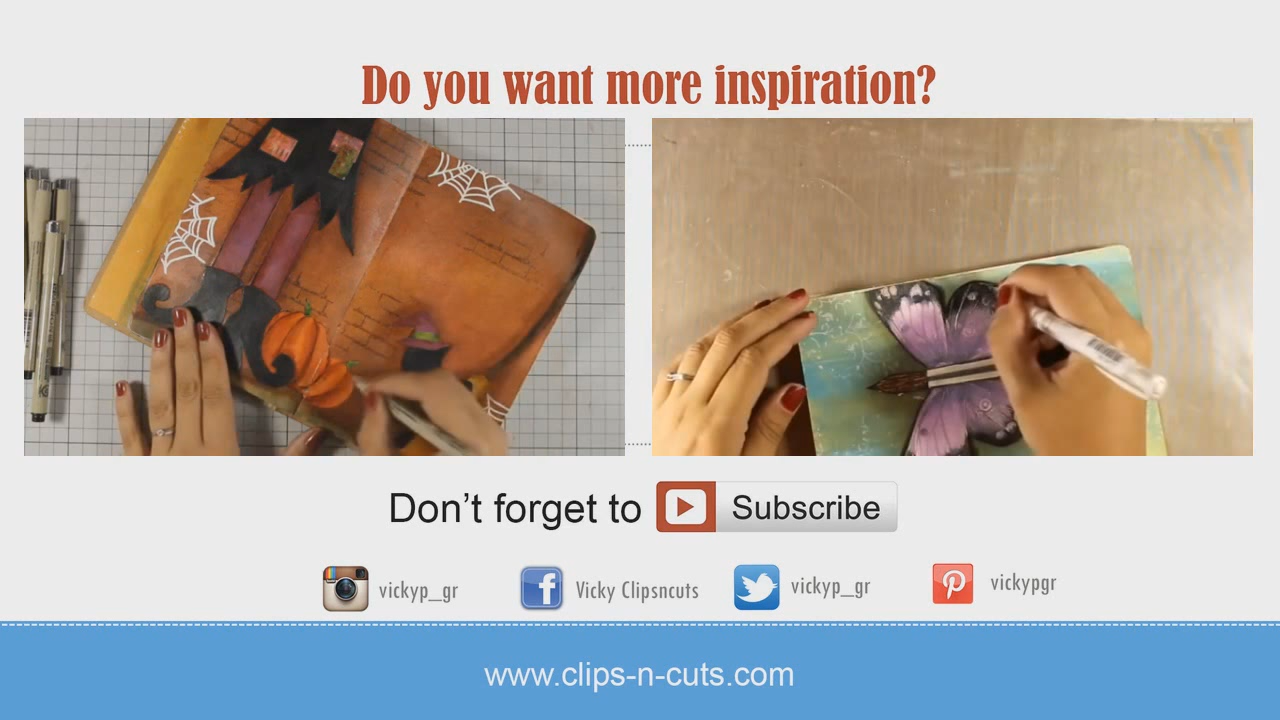 Do you want more inspiration?
Don't forget to Subscribe
vickyp_gr Vicky Clipsncuts vickyp_gr vickypgr
www.clips-n-cuts.com